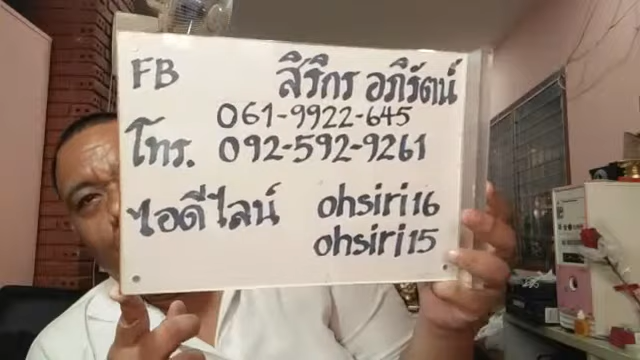 FB สิริกร อภิรัตน์
061-9922-645
โทร. 092-592-9261
ไอดีไลน์ ohsiri16
ohsiri15